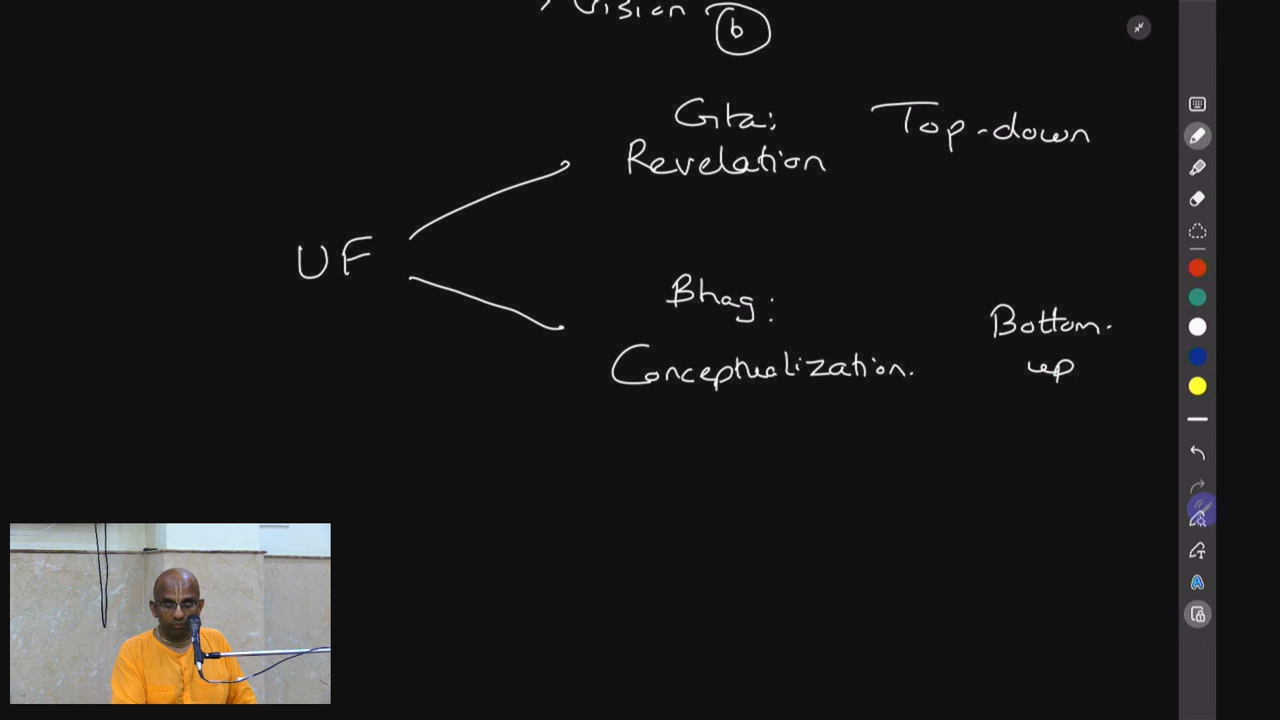 Vision
b
Gita:
Top-down
Revelation
UF
Bhag:
Bottom-
up
Conceptualization.